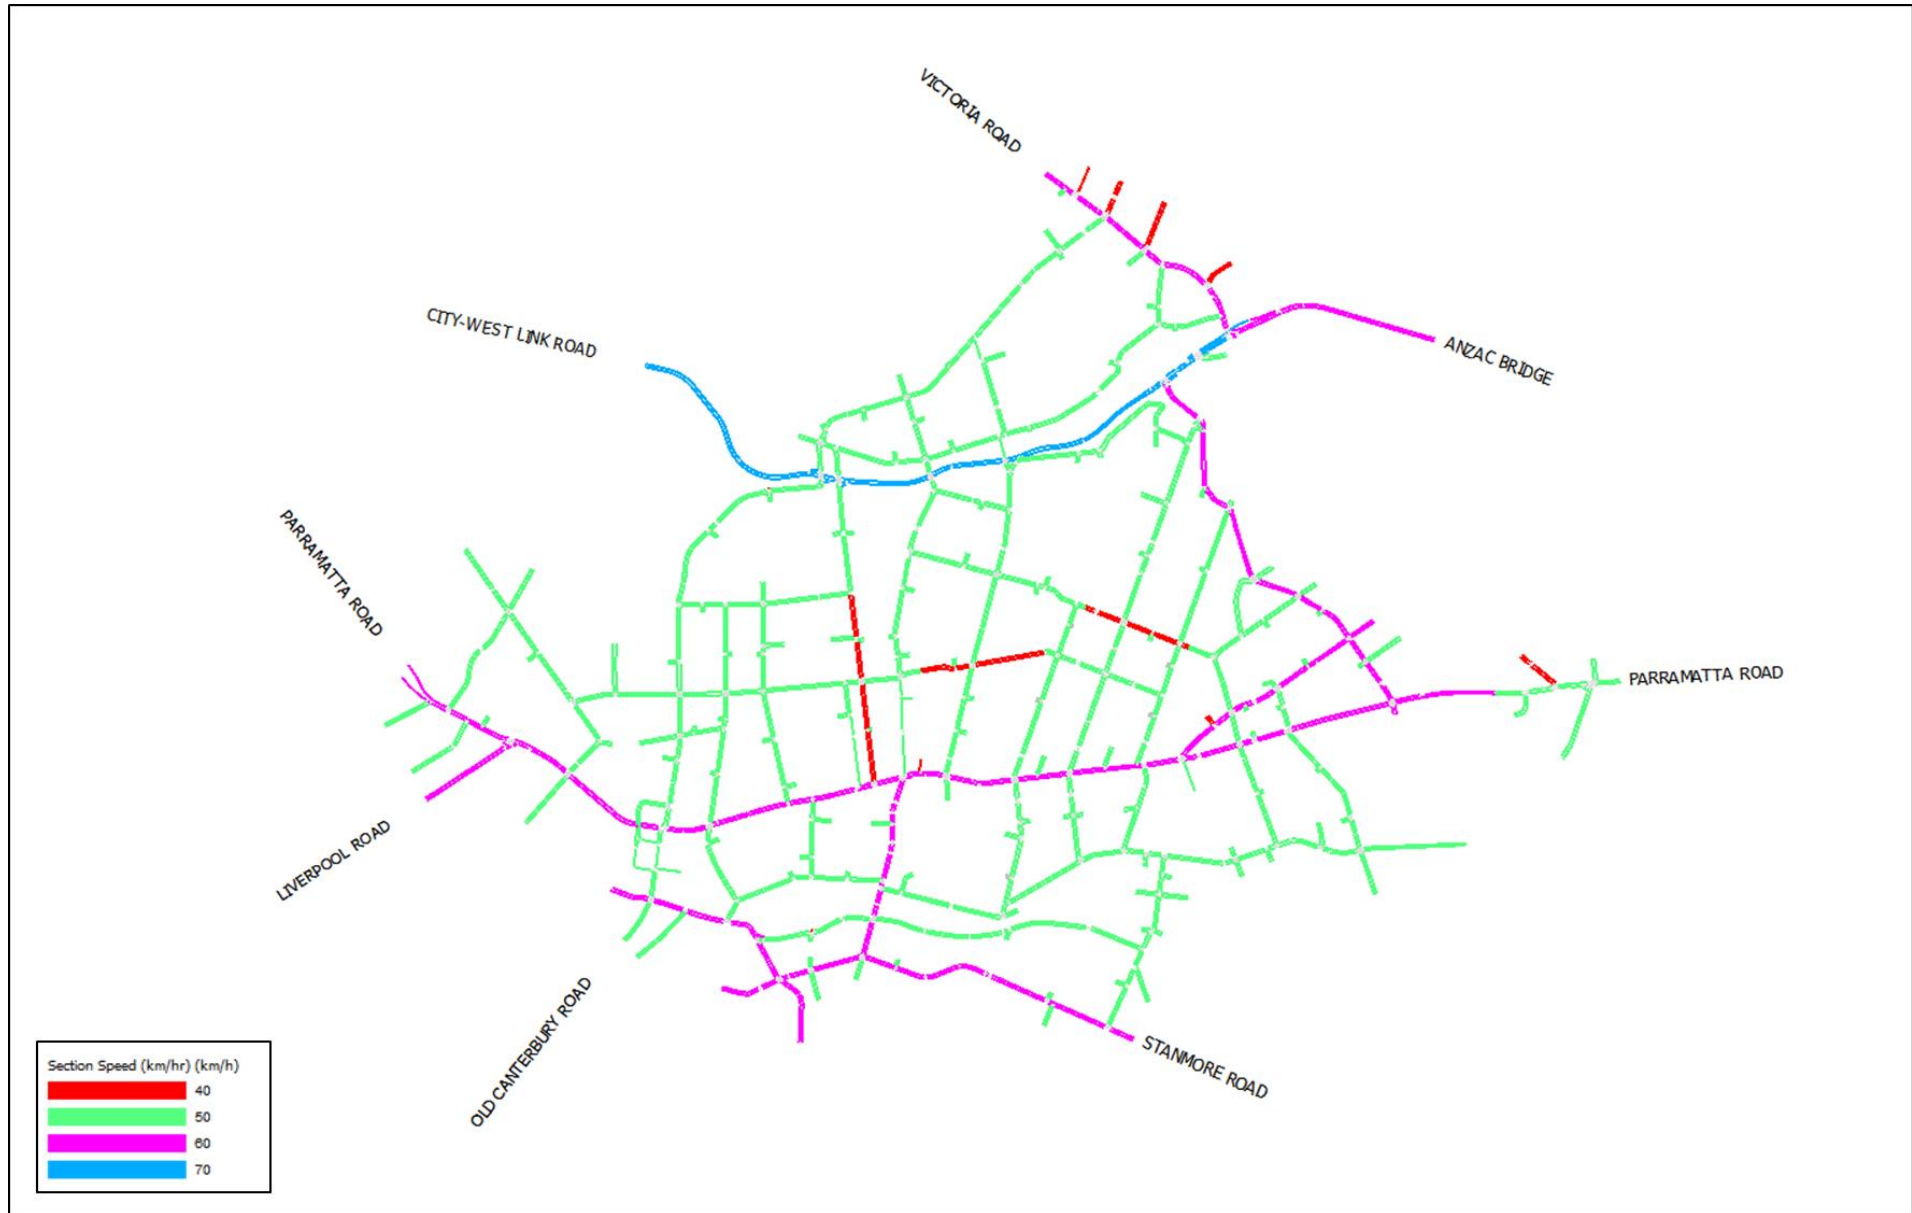 VICTORIA ROAD
CITY-WEST LINK ROAD
ANZAC BRIDGE
PARRAMATTA ROAD
PARRAMATTA ROAD
LIVERPOOL ROAD
OLD CANTERBURY ROAD
STANMORE ROAD
Section Speed (km/hr) (km/h)
40
50
60
70